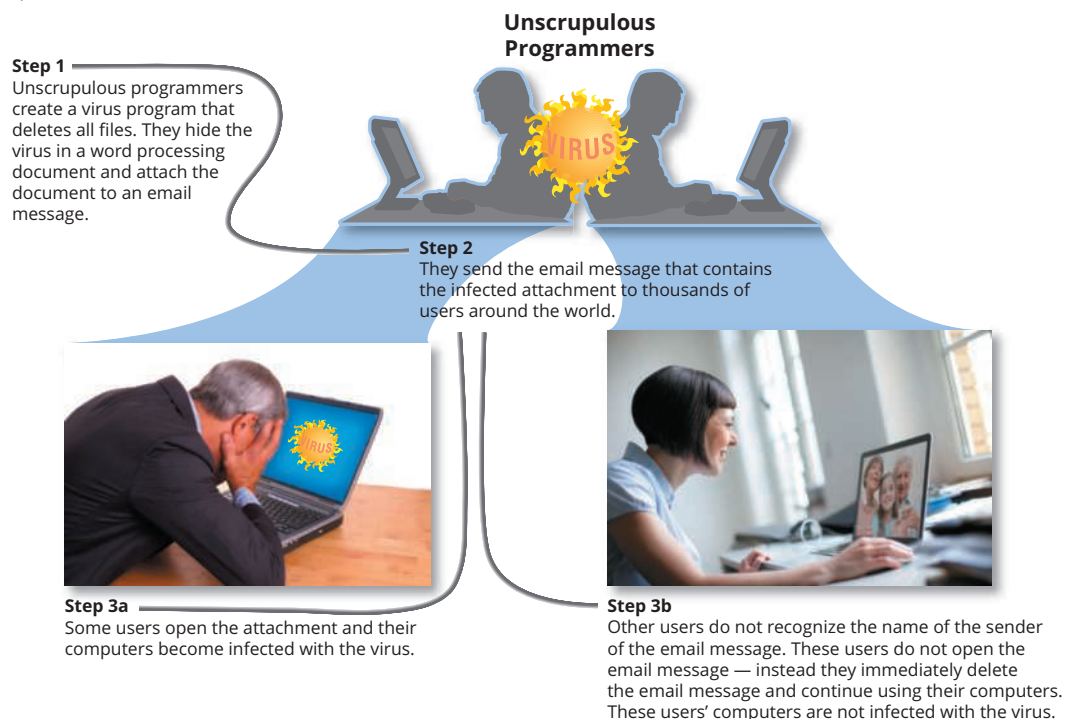 Unscrupulous
Programmers
VIRUS
Step 1
Unscrupulous programmers
create a virus program that
deletes all files. They hide the
virus in a word processing
document and attach the
document to an email
message.
Step 2
They send the email message that contains
the infected attachment to thousands of
users around the world.
VIRUS
Step 3a
Some users open the attachment and their
computers become infected with the virus.
Step 3b
Other users do not recognize the name of the sender
of the email message. These users do not open the
email message — instead they immediately delete
the email message and continue using their computers.
These users' computers are not infected with the virus.